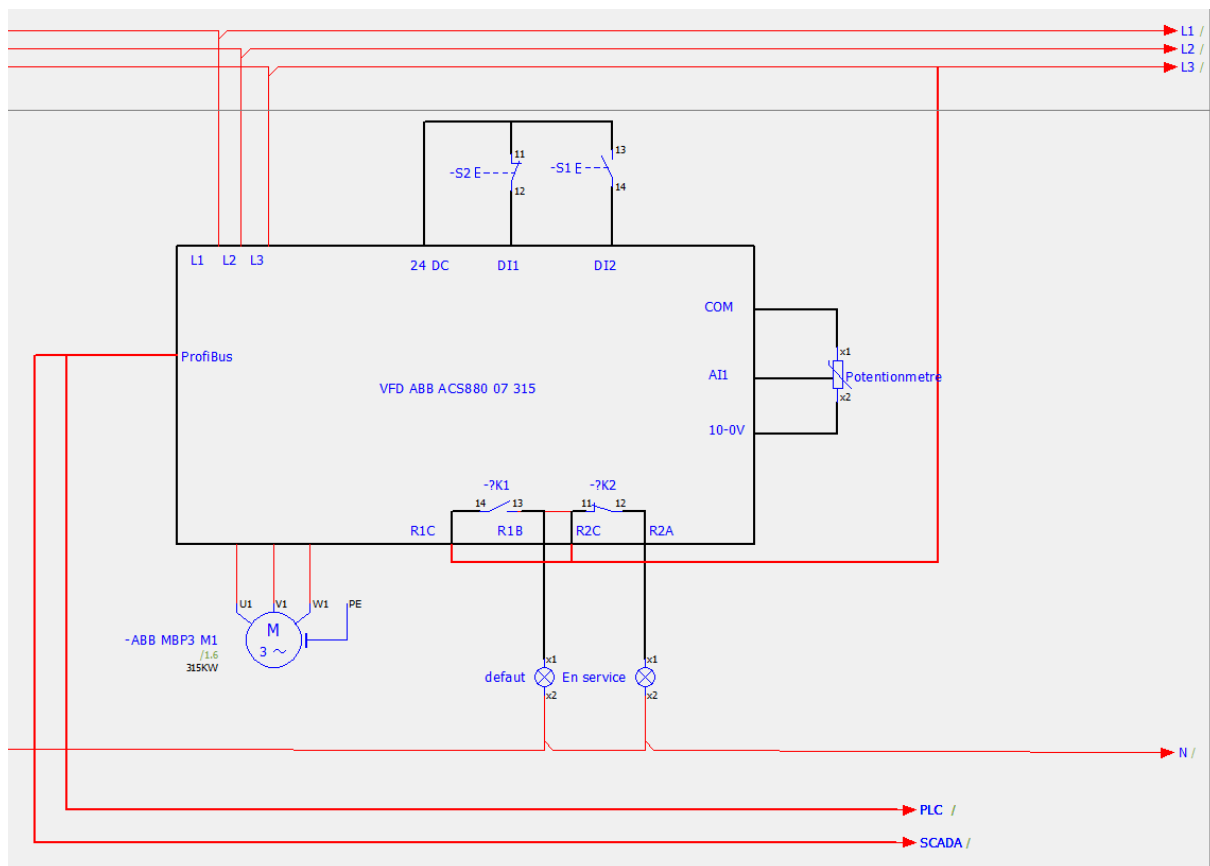 L1 /
L2 /
L3 /
11
-S2 E
12
13
-S1 E
14
L1 L2 L3
24 DC
DI1
DI2
COM
ProfiBus
x1
AI1
Potentionmetre
x2
VFD ABB ACS880 07 315
10-0V
-?K1
14 13
-?K2
11 12
R1C
R1B
R2C
R2A
U1 V1 W1 PE
M
3 ~
-ABB MBP3 M1
/1.6
315KW
x1
defaut
x2
x1
En service
x2
N /
PLC /
SCADA /